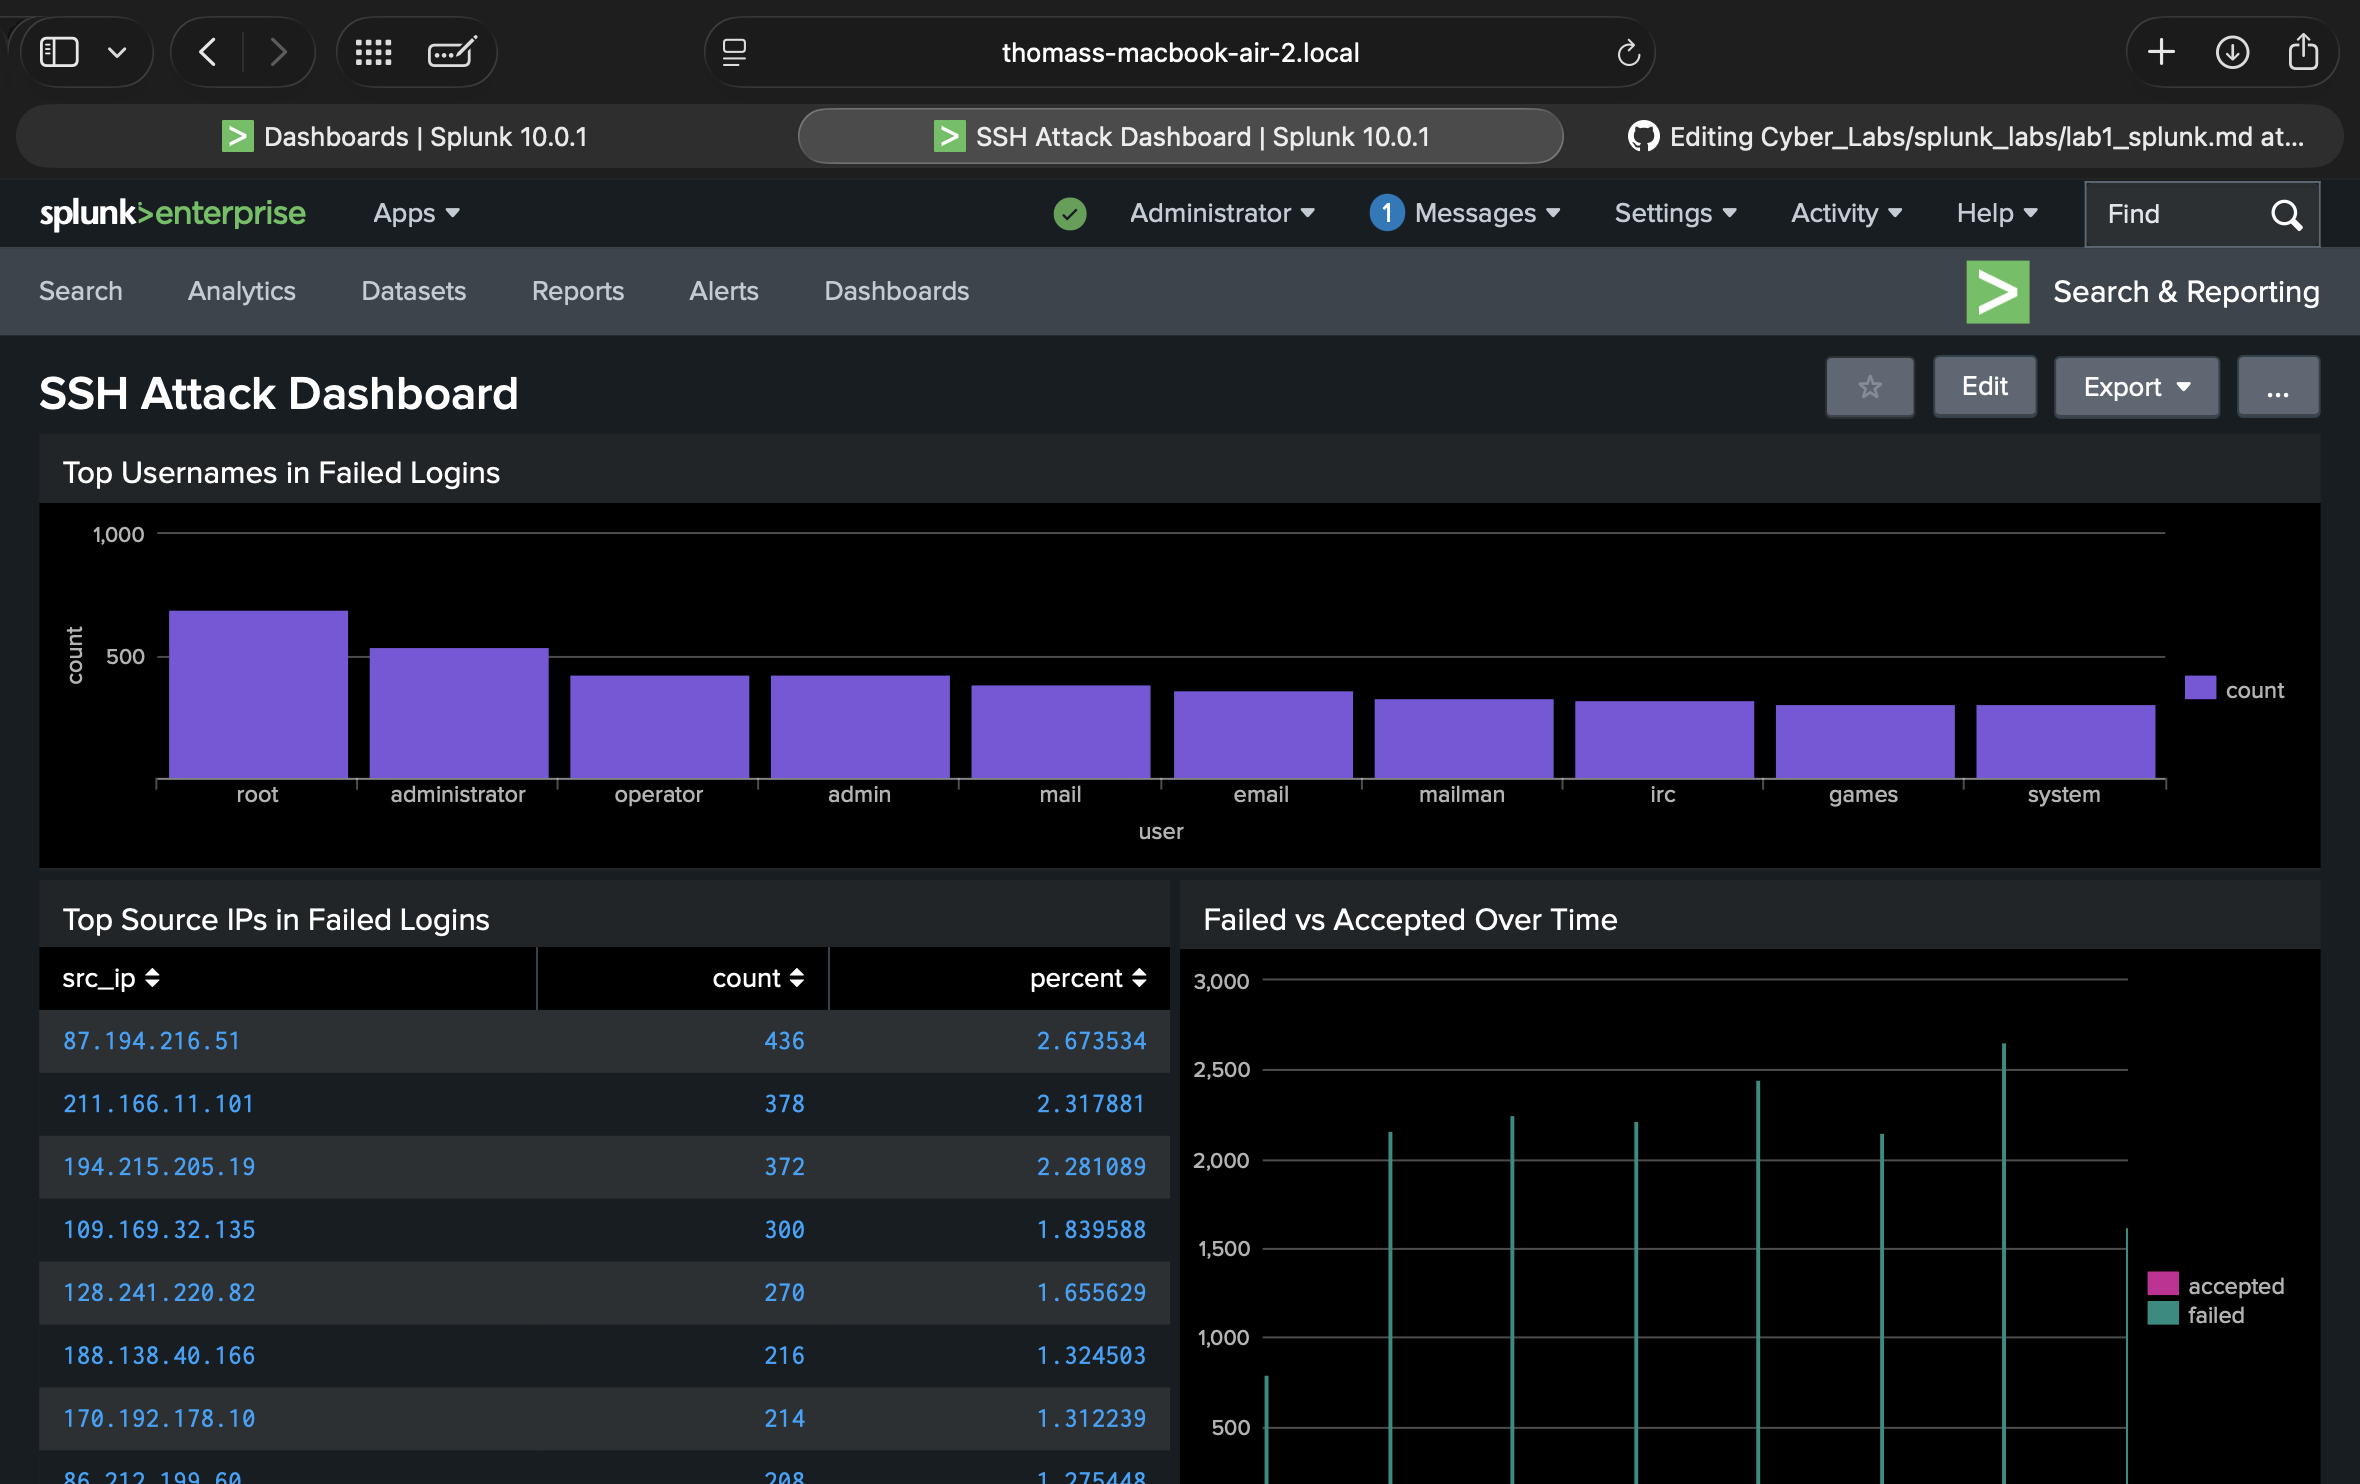 thomass-macbook-air-2.local
Dashboards | Splunk 10.0.1
SSH Attack Dashboard | Splunk 10.0.1
Editing Cyber_Labs/splunk_labs/lab1_splunk.md at...
splunk>enterprise Apps Administrator 1 Messages Settings Activity Help Find
Search Analytics Datasets Reports Alerts Dashboards Search & Reporting
SSH Attack Dashboard Edit Export ...
Top Usernames in Failed Logins
1,000
500
count
count
root administrator operator admin mail email mailman irc games system
user
Top Source IPs in Failed Logins
src_ip count percent
87.194.216.51 436 2.673534
211.166.11.101 378 2.317881
194.215.205.19 372 2.281089
109.169.32.135 300 1.839588
128.241.220.82 270 1.655629
188.138.40.166 216 1.324503
170.192.178.10 214 1.312239
86.212.199.60 208 1.275448
Failed vs Accepted Over Time
3,000
2,500
2,000
1,500
1,000
500
accepted
failed